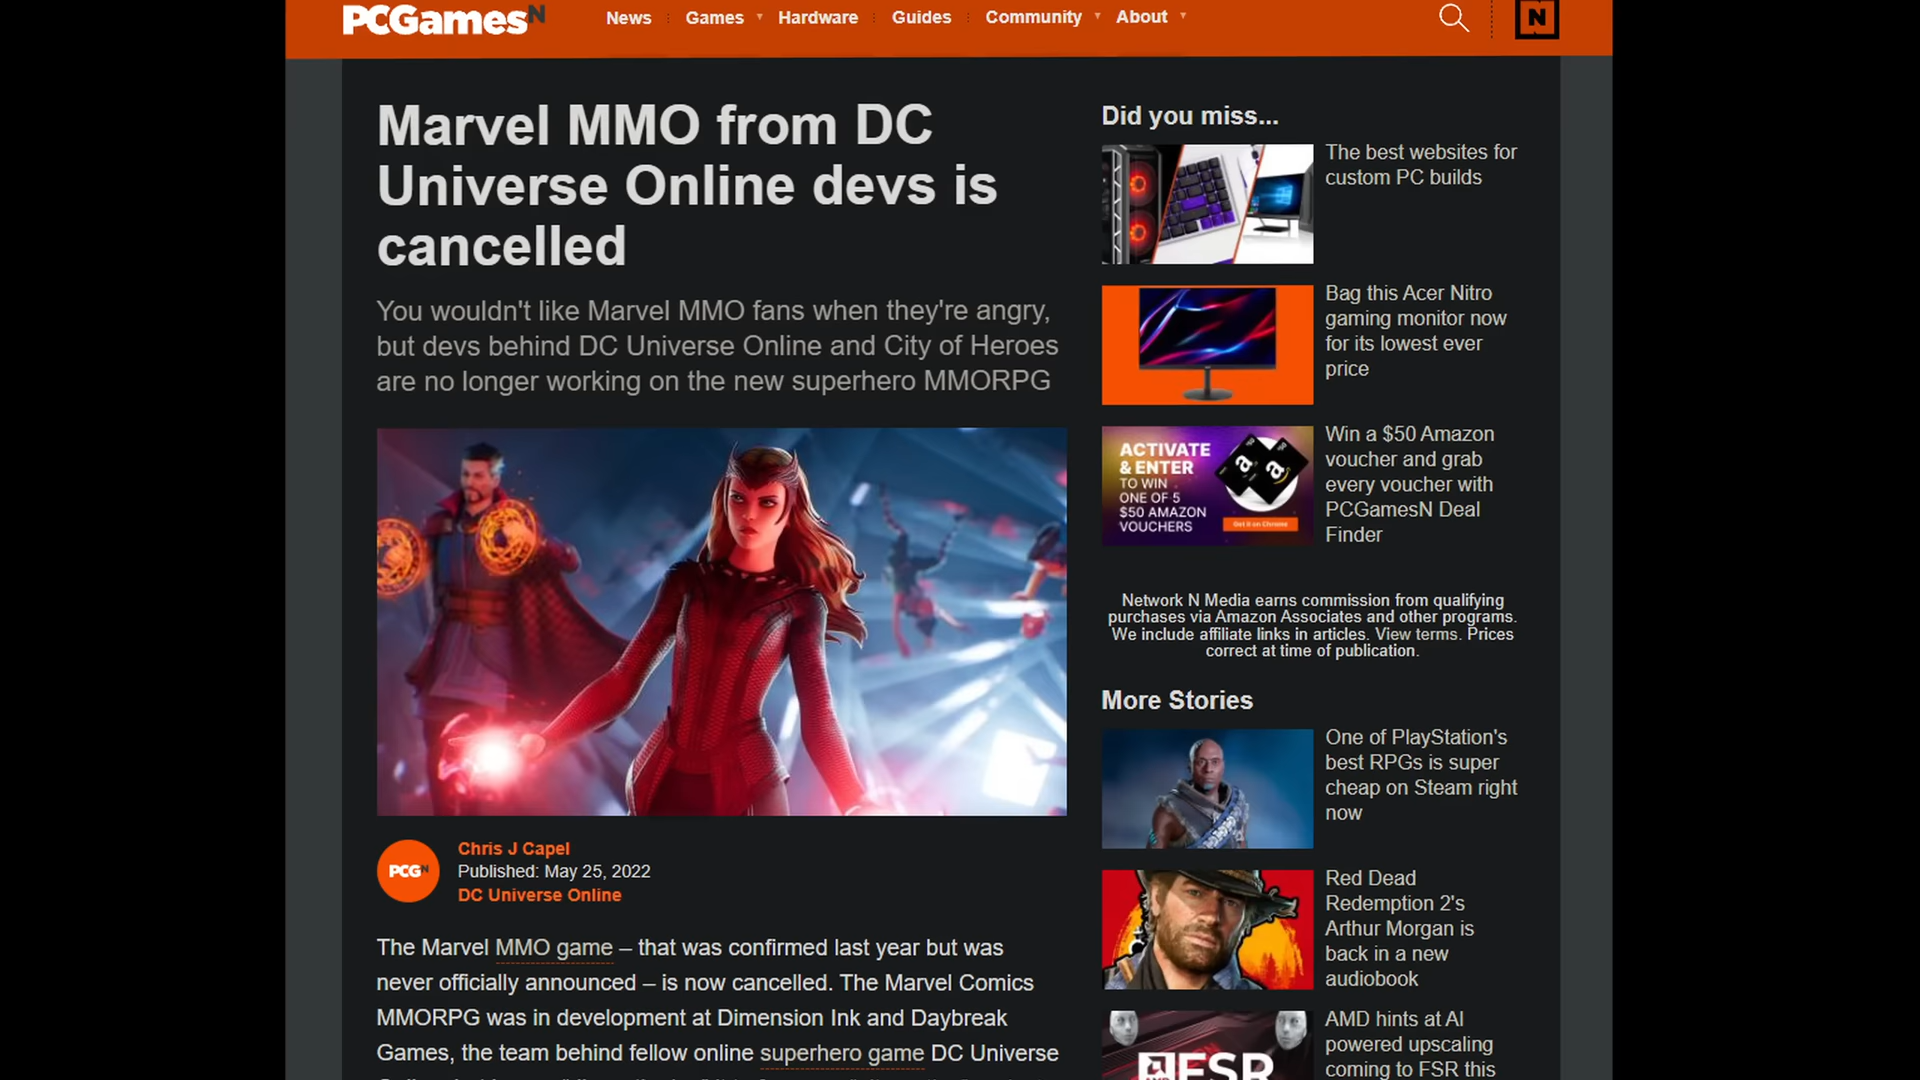 PCGamesN
News Games Hardware Guides Community About
N
Marvel MMO from DC
Universe Online devs is
cancelled
You wouldn't like Marvel MMO fans when they're angry,
but devs behind DC Universe Online and City of Heroes
are no longer working on the new superhero MMORPG
PCGN
Chris J Capel
Published: May 25, 2022
DC Universe Online
The Marvel MMO game – that was confirmed last year but was
never officially announced – is now cancelled. The Marvel Comics
MMORPG was in development at Dimension Ink and Daybreak
Games, the team behind fellow online superhero game DC Universe
Did you miss...
The best websites for
custom PC builds
Bag this Acer Nitro
gaming monitor now
for its lowest ever
price
ACTIVATE
& ENTER
TO WIN
ONE OF 5
$50 AMAZON
VOUCHERS
Get it on Chrome
Win a $50 Amazon
voucher and grab
every voucher with
PCGamesN Deal
Finder
Network N Media earns commission from qualifying
purchases via Amazon Associates and other programs.
We include affiliate links in articles. View terms. Prices
correct at time of publication.
More Stories
One of PlayStation's
best RPGs is super
cheap on Steam right
now
Red Dead
Redemption 2's
Arthur Morgan is
back in a new
audiobook
FSR
AMD hints at AI
powered upscaling
coming to FSR this